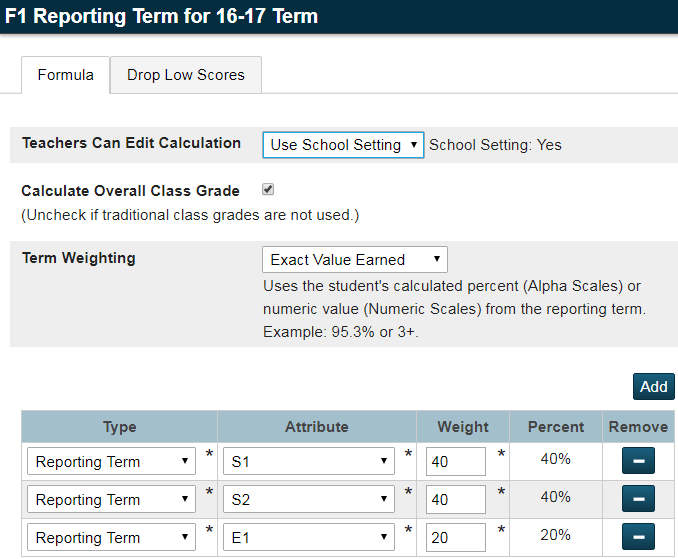 F1 Reporting Term for 16-17 Term
Formula Drop Low Scores
Teachers Can Edit Calculation Use School Setting School Setting: Yes
Calculate Overall Class Grade
(Uncheck if traditional class grades are not used.)
Term Weighting Exact Value Earned
Uses the student's calculated percent (Alpha Scales) or
numeric value (Numeric Scales) from the reporting term.
Example: 95.3% or 3+.
Add
Type Attribute Weight Percent Remove
Reporting Term * S1 * 40 * 40%
Reporting Term * S2 * 40 * 40%
Reporting Term * E1 * 20 * 20%